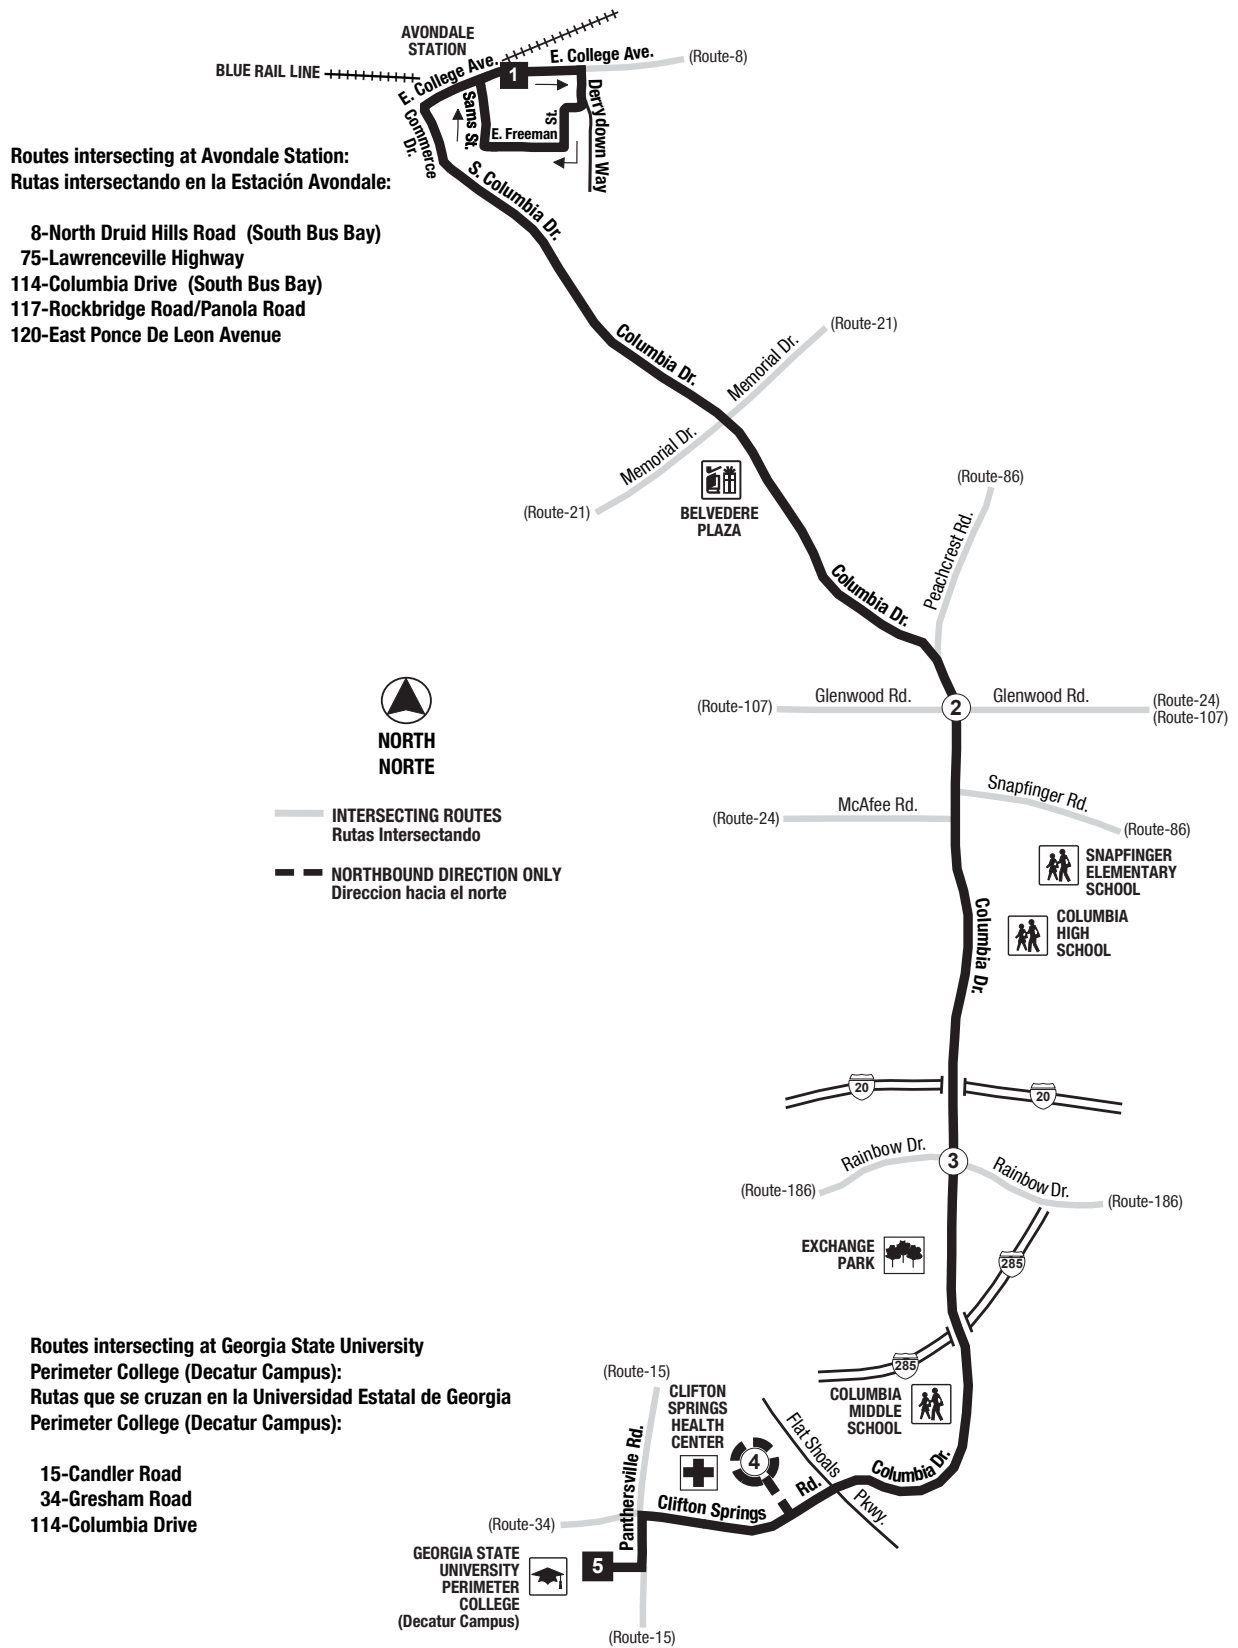 AVONDALE
STATION
BLUE RAIL LINE
E. College Ave.
1
E. College Ave.
(Route-8)
Commerce
Dr.
Sams St.
E. Freeman
St.
Derrydown Way
Routes intersecting at Avondale Station:
Rutas intersectando en la Estación Avondale:
8-North Druid Hills Road (South Bus Bay)
75-Lawrenceville Highway
114-Columbia Drive (South Bus Bay)
117-Rockbridge Road/Panola Road
120-East Ponce De Leon Avenue
S. Columbia Dr.
Columbia Dr.
Memorial Dr.
(Route-21)
Memorial Dr.
(Route-21)
BELVEDERE
PLAZA
(Route-86)
Peachcrest Rd.
Columbia Dr.
(Route-107)
Glenwood Rd.
2
Glenwood Rd.
(Route-24)
(Route-107)
NORTH
NORTE
INTERSECTING ROUTES
Rutas Intersectando
NORTHBOUND DIRECTION ONLY
Direccion hacia el norte
(Route-24)
McAfee Rd.
Snapfinger Rd.
(Route-86)
SNAPFINGER
ELEMENTARY
SCHOOL
COLUMBIA
HIGH
SCHOOL
Columbia Dr.
20
20
Rainbow Dr.
3
Rainbow Dr.
(Route-186)
(Route-186)
EXCHANGE
PARK
285
285
COLUMBIA
MIDDLE
SCHOOL
Routes intersecting at Georgia State University
Perimeter College (Decatur Campus):
Rutas que se cruzan en la Universidad Estatal de Georgia
Perimeter College (Decatur Campus):
15-Candler Road
34-Gresham Road
114-Columbia Drive
(Route-15)
CLIFTON
SPRINGS
HEALTH
CENTER
4
Flat Shoals
Pkwy.
Columbia Dr.
Panthersville Rd.
Clifton Springs
Rd.
(Route-34)
GEORGIA STATE
UNIVERSITY
PERIMETER
COLLEGE
(Decatur Campus)
5
(Route-15)